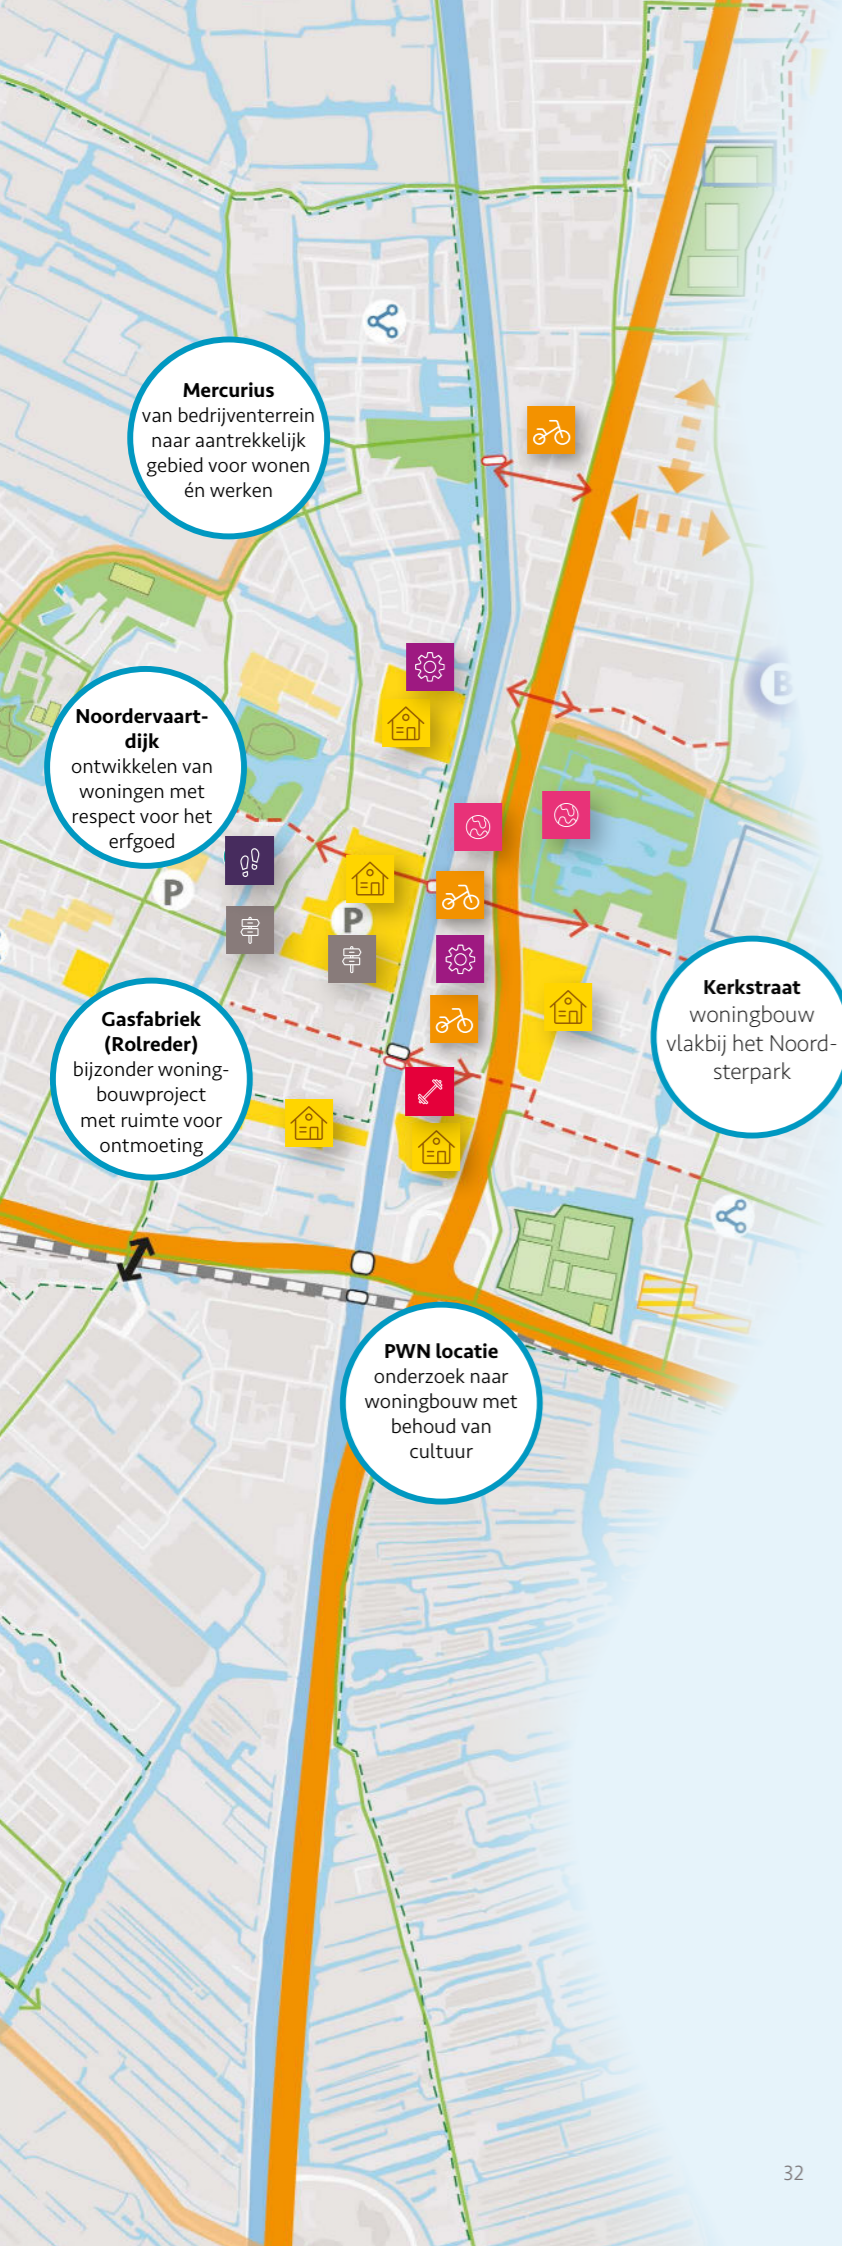 Mercurius
van bedrijventerrein
naar aantrekkelijk
gebied voor wonen
én werken
B
Noordervaart-
dijk
ontwikkelen van
woningen met
respect voor het
erfgoed
P
P
Kerkstraat
woningbouw
vlakbij het Noord-
sterpark
Gasfabriek
(Rolreder)
bijzonder woning-
bouwproject
met ruimte voor
ontmoeting
PWN locatie
onderzoek naar
woningbouw met
behoud van
cultuur
32